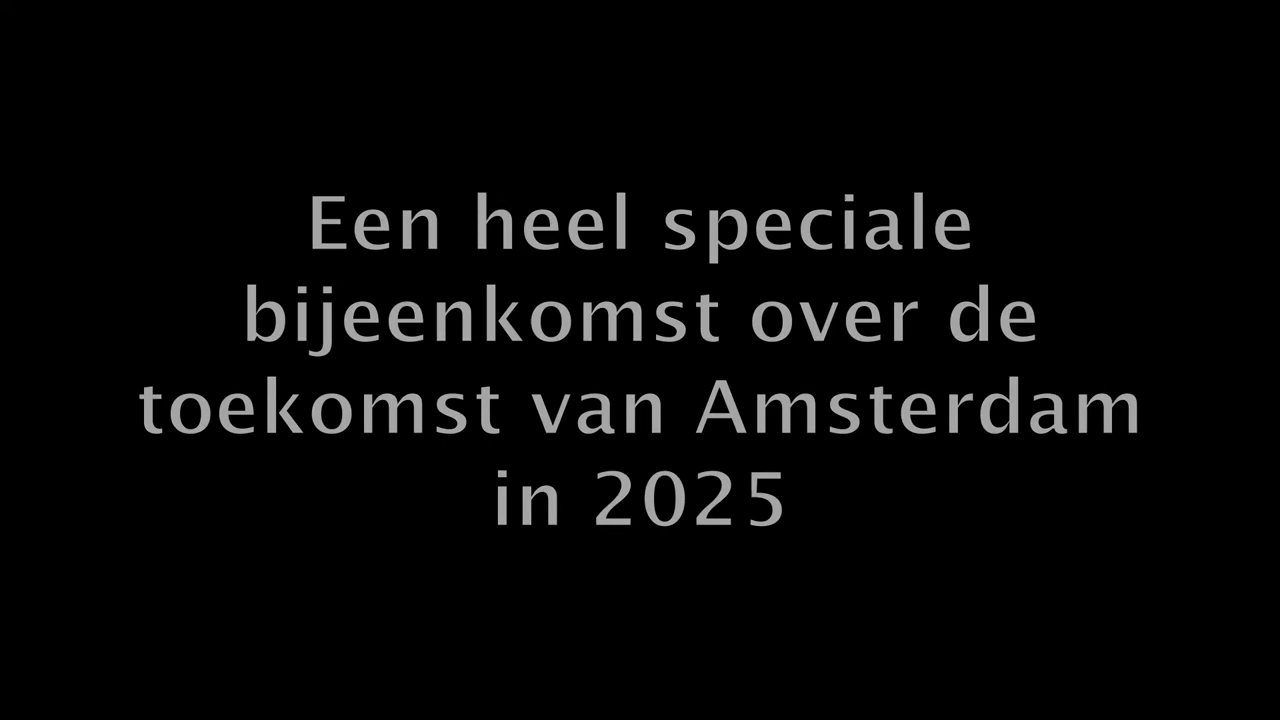 Een heel speciale
bijeenkomst over de
toekomst van Amsterdam
in 2025